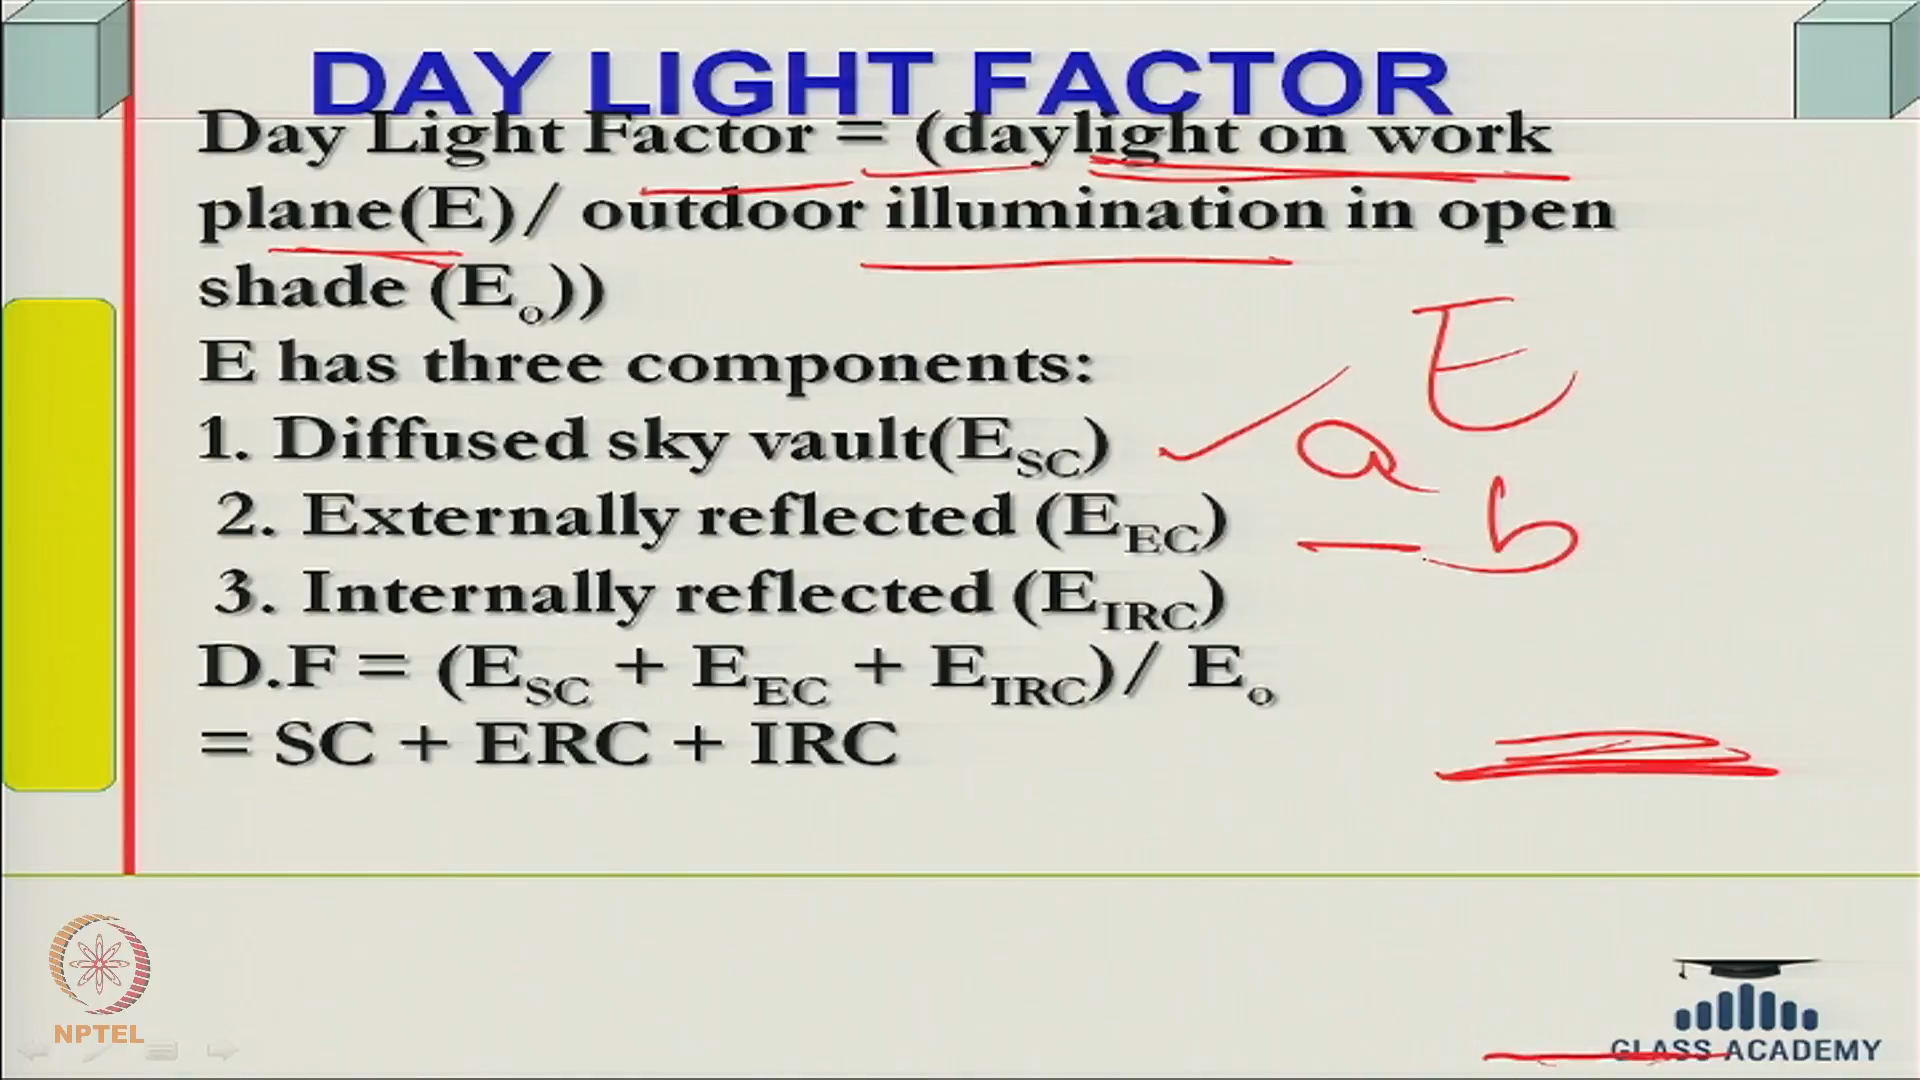 DAY LIGHT FACTOR
Day Light Factor = (daylight on work
plane(E)/ outdoor illumination in open
shade (Eo))
E has three components:
1. Diffused sky vault(ESC)
2. Externally reflected (EEC)
3. Internally reflected (EIRC)
D.F = (ESC + EEC + EIRC)/ Eo
= SC + ERC + IRC
E
a
b
NPTEL
GLASS ACADEMY